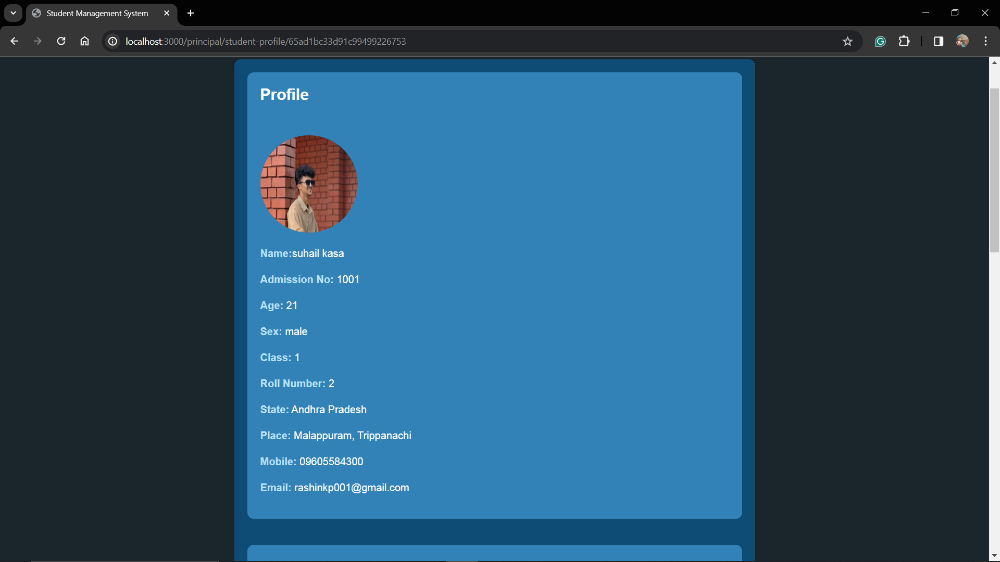 Student Management System
localhost:3000/principal/student-profile/65ad1bc33d91c99499226753
Profile
Name:suhail kasa
Admission No: 1001
Age: 21
Sex: male
Class: 1
Roll Number: 2
State: Andhra Pradesh
Place: Malappuram, Trippanachi
Mobile: 09605584300
Email: rashinkp001@gmail.com